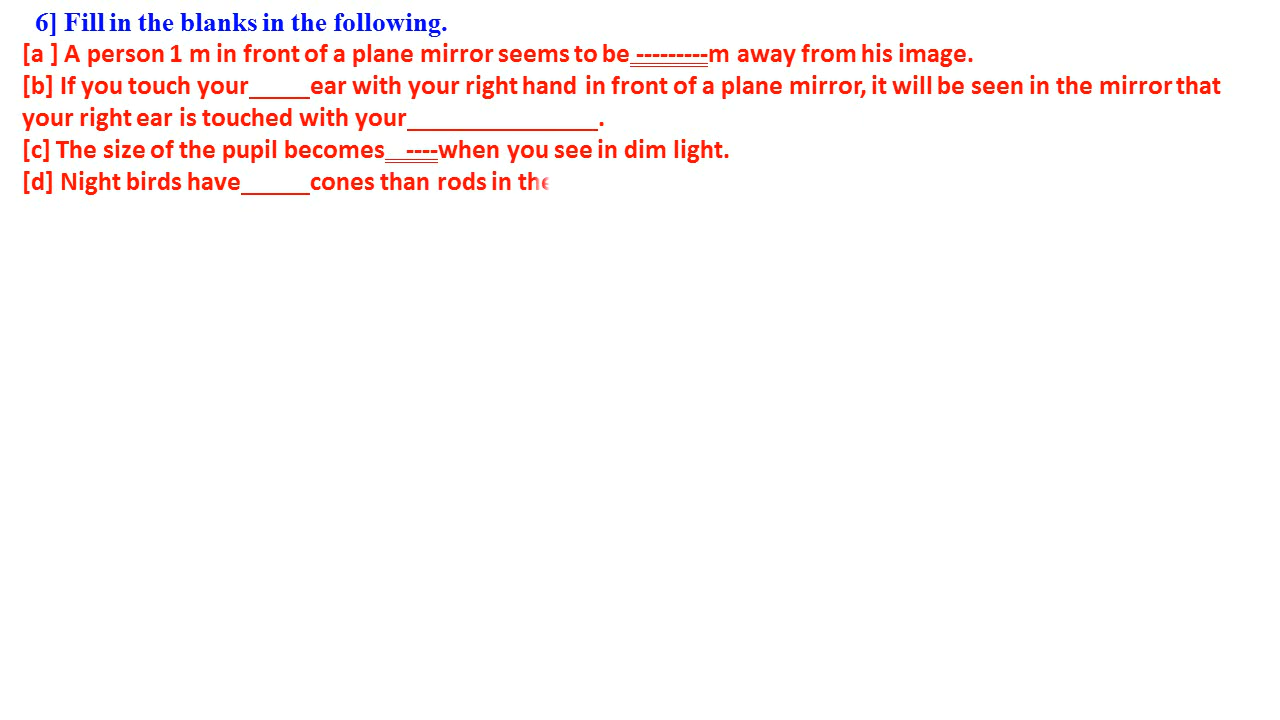 6] Fill in the blanks in the following.
[a ] A person 1 m in front of a plane mirror seems to be ---------m away from his image.
[b] If you touch your_____ear with your right hand in front of a plane mirror, it will be seen in the mirror that
your right ear is touched with your_______________.
[c] The size of the pupil becomes__----when you see in dim light.
[d] Night birds have______cones than rods in the